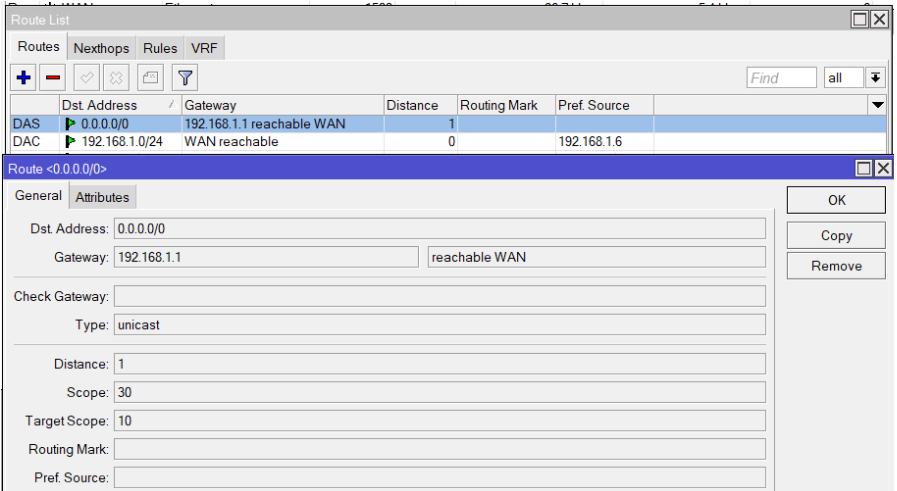 Route List
Routes Nexthops Rules VRF
Find all
Dst. Address Gateway Distance Routing Mark Pref. Source
DAS 0.0.0.0/0 192.168.1.1 reachable WAN 1
DAC 192.168.1.0/24 WAN reachable 0 192.168.1.6
Route <0.0.0.0/0>
General Attributes
OK
Dst. Address: 0.0.0.0/0
Copy
Gateway: 192.168.1.1 reachable WAN
Remove
Check Gateway:
Type: unicast
Distance: 1
Scope: 30
Target Scope: 10
Routing Mark:
Pref. Source: